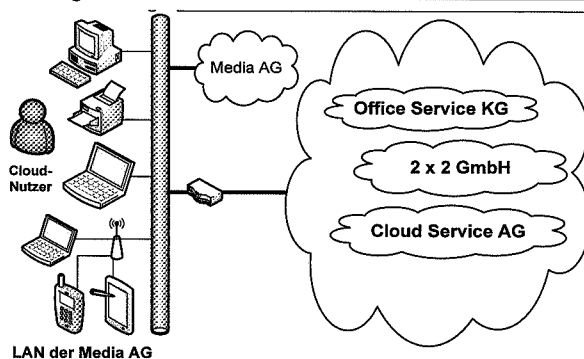 Media AG
Office Service KG
2 x 2 GmbH
Cloud Service AG
Cloud-
Nutzer
LAN der Media AG